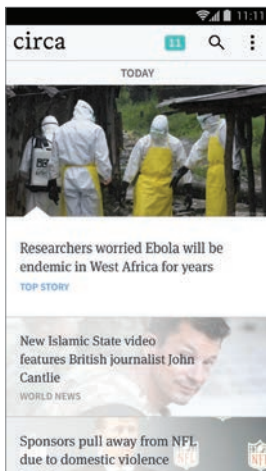 11:11
circa
11
TODAY
Researchers worried Ebola will be
endemic in West Africa for years
TOP STORY
New Islamic State video
features British journalist John
Cantlie
WORLD NEWS
Sponsors pull away from NFL
due to domestic violence
NFL
NFL